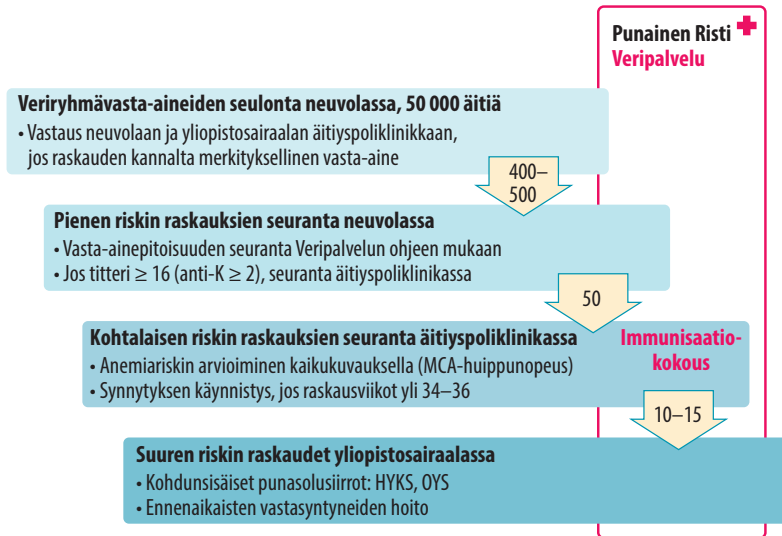 Punainen Risti
Veripalvelu
Veriryhmävasta-aineiden seulonta neuvolassa, 50 000 äitiä
• Vastaus neuvolaan ja yliopistosairaalan äitiyspoliklinikkaan,
jos raskauden kannalta merkityksellinen vasta-aine
400–
500
Pienen riskin raskauksien seuranta neuvolassa
• Vasta-ainepitoisuuden seuranta Veripalvelun ohjeen mukaan
• Jos titteri ≥ 16 (anti-K ≥ 2), seuranta äitiyspoliklinikassa
50
Kohtalaisen riskin raskauksien seuranta äitiyspoliklinikassa
• Anemiariskin arvioiminen kaikukuvauksella (MCA-huippunopeus)
• Synnytyksen käynnistys, jos raskausviikot yli 34–36
Immunisaatio-
kokous
10–15
Suuren riskin raskaudet yliopistosairaalassa
• Kohdunsisäiset punasolusiirrot: HYKS, OYS
• Ennenaikaisten vastasyntyneiden hoito